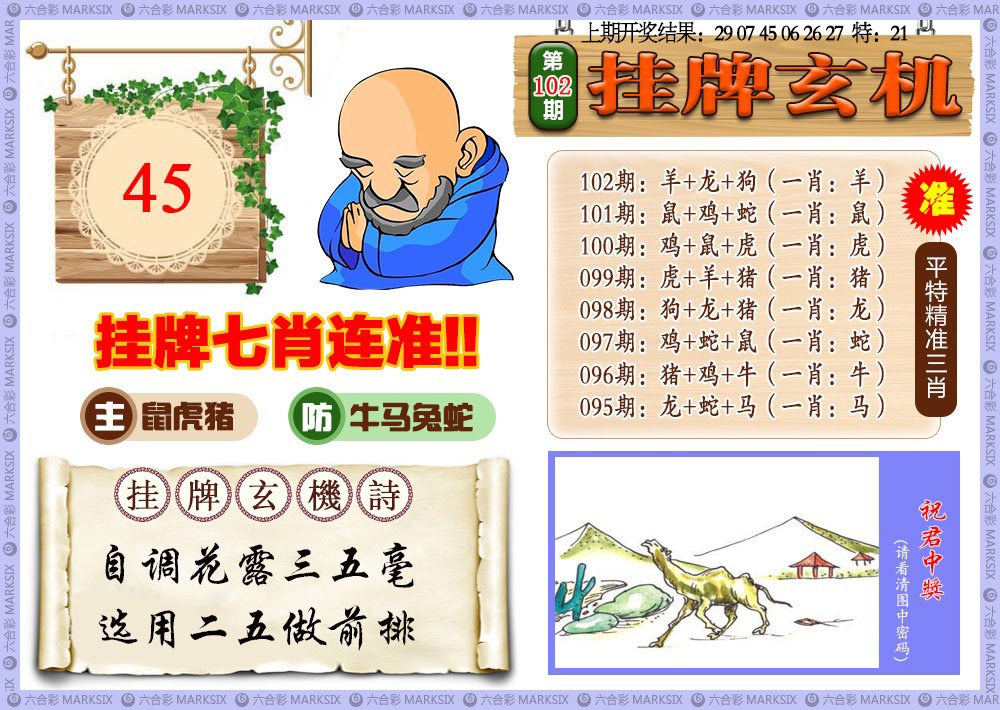 上期开奖结果：29 07 45 06 26 27 特：21
第102期
挂牌玄机
45
挂牌七肖连准!!
主 鼠虎猪
防 牛马兔蛇
挂牌玄機詩
自调花露三五毫
选用二五做前排
102期：羊+龙+狗（一肖：羊）
101期：鼠+鸡+蛇（一肖：鼠）
100期：鸡+鼠+虎（一肖：虎）
099期：虎+羊+猪（一肖：猪）
098期：狗+龙+猪（一肖：龙）
097期：鸡+蛇+鼠（一肖：蛇）
096期：猪+鸡+牛（一肖：牛）
095期：龙+蛇+马（一肖：马）
准
平特精准三肖
祝君中奖
（请看清图中密码）
六合彩 MARKSIX